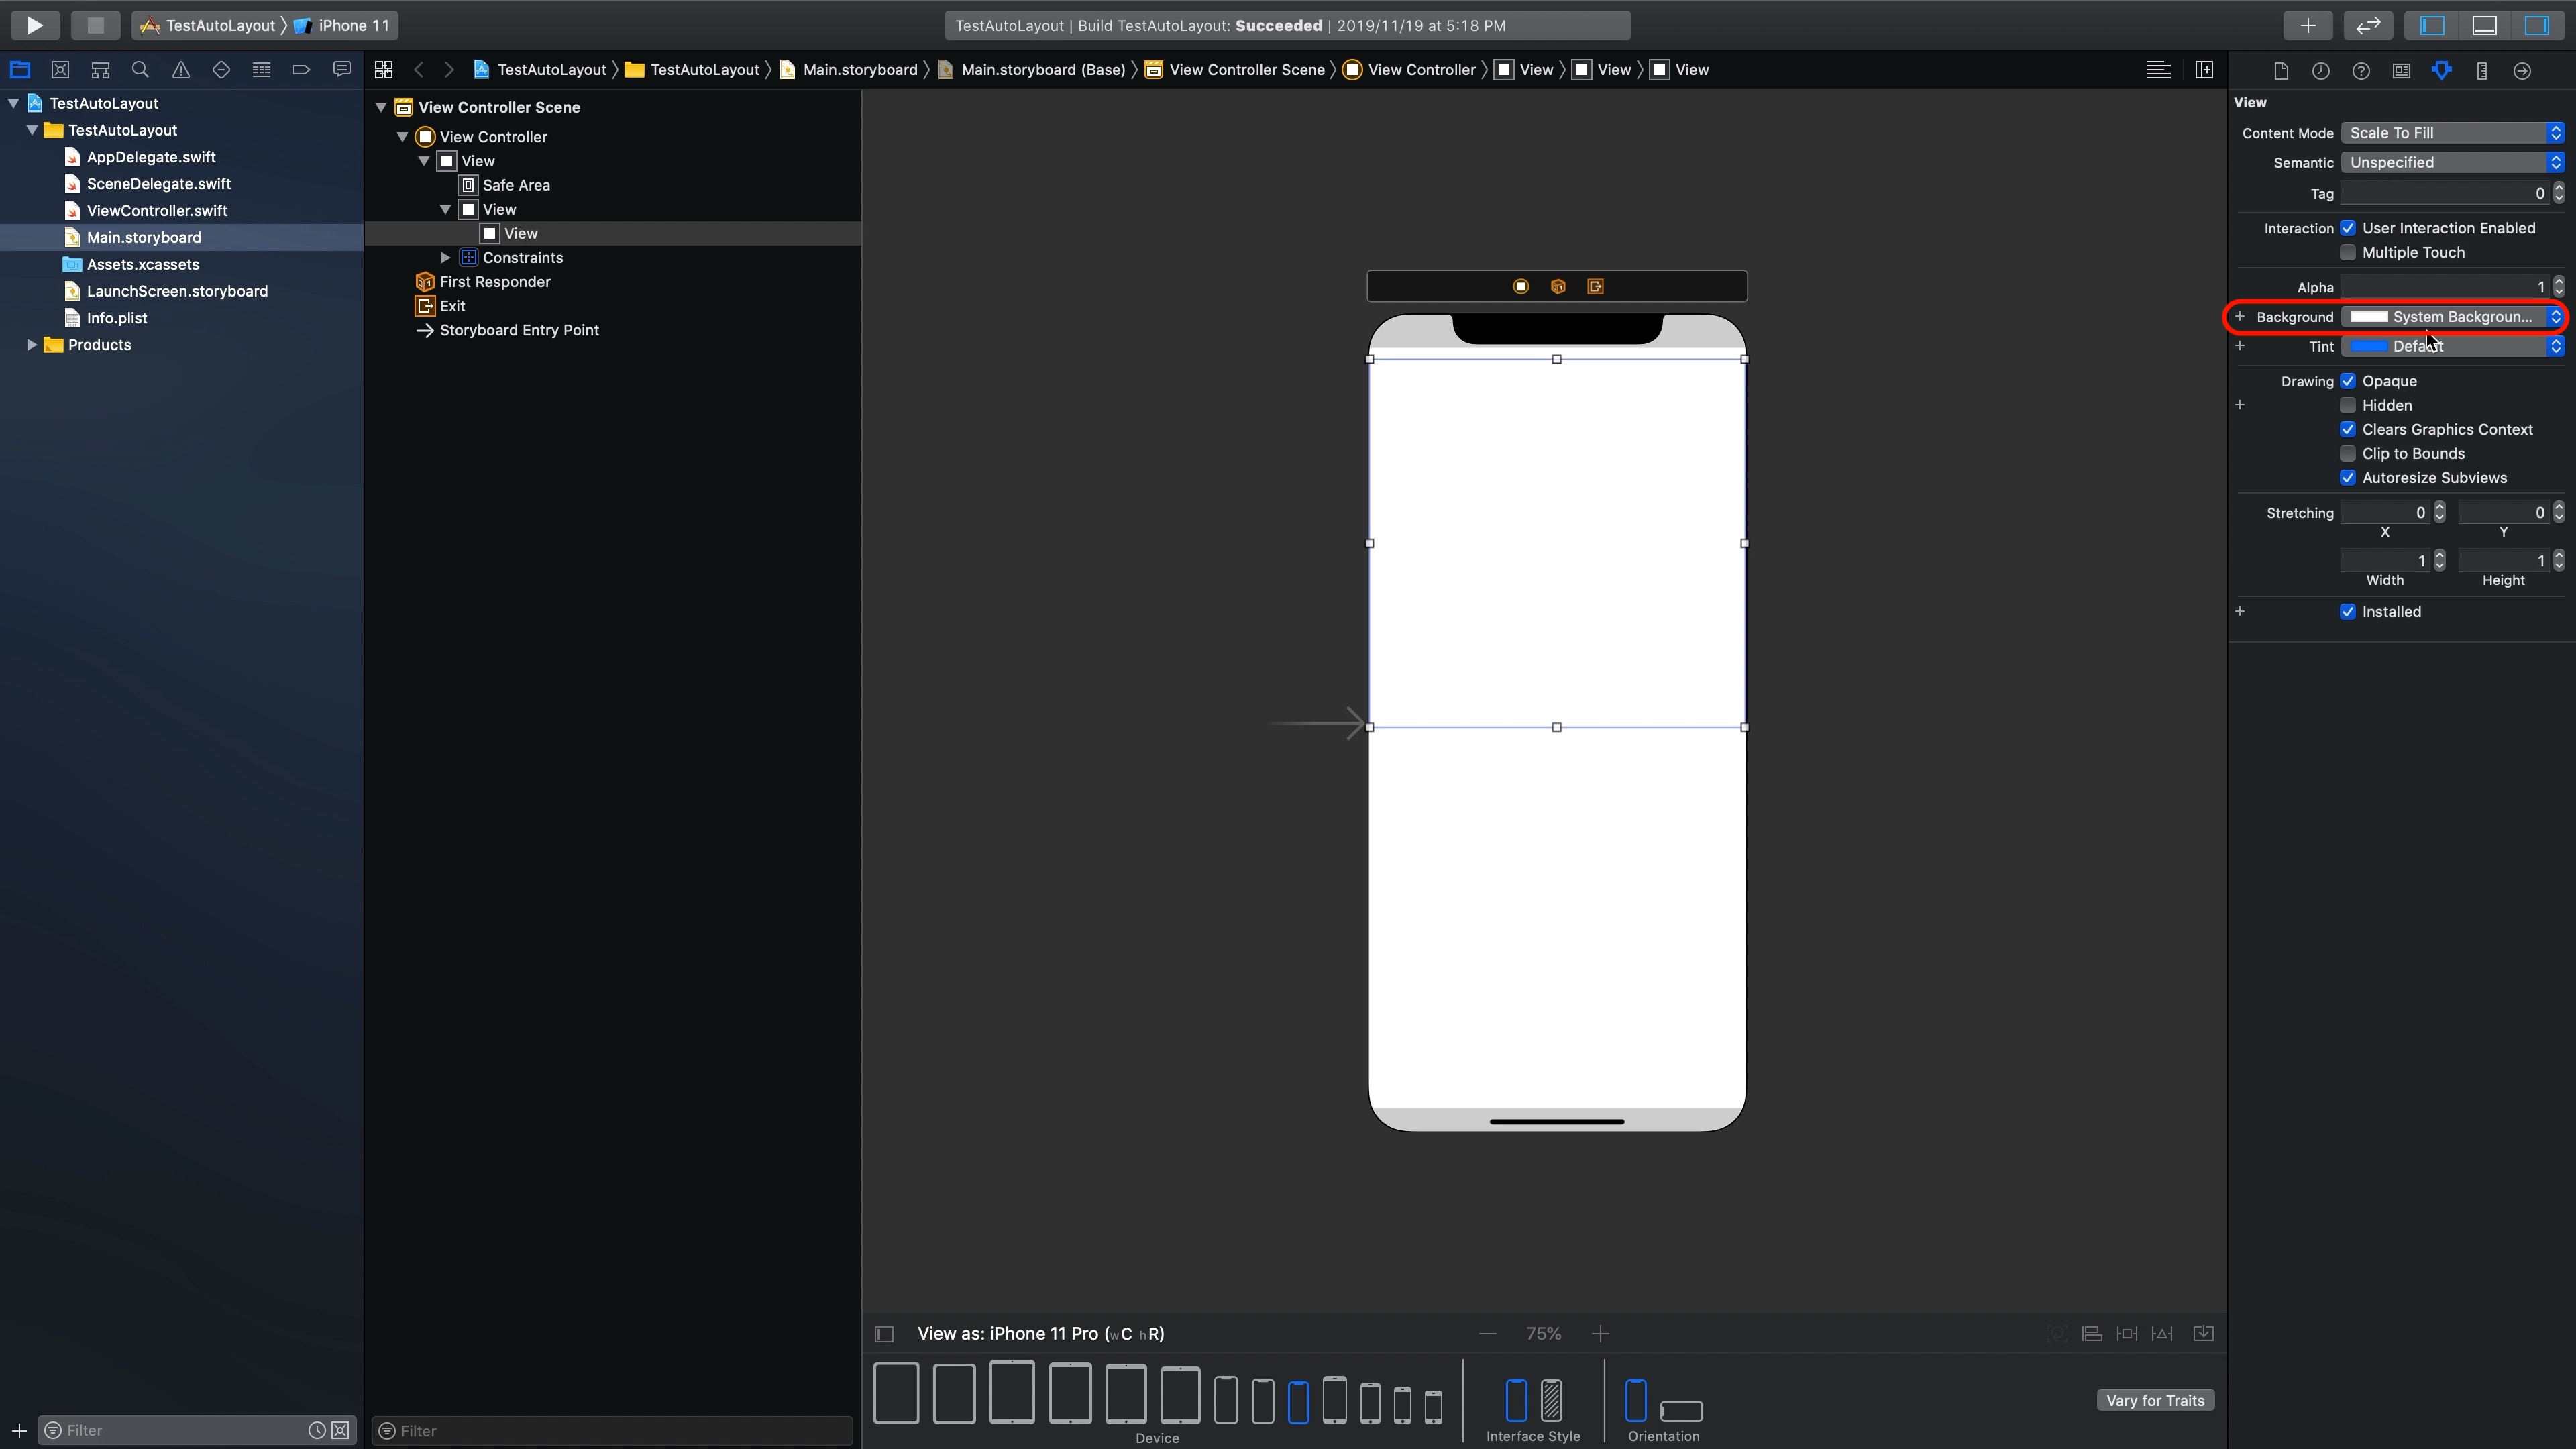 TestAutoLayout 〉 iPhone 11
TestAutoLayout | Build TestAutoLayout: Succeeded | 2019/11/19 at 5:18 PM
TestAutoLayout 〉 TestAutoLayout 〉 Main.storyboard 〉 Main.storyboard (Base) 〉 View Controller Scene 〉 View Controller 〉 View 〉 View 〉 View
TestAutoLayout
TestAutoLayout
AppDelegate.swift
SceneDelegate.swift
ViewController.swift
Main.storyboard
Assets.xcassets
LaunchScreen.storyboard
Info.plist
Products
View Controller Scene
View Controller
View
Safe Area
View
View
Constraints
First Responder
Exit
Storyboard Entry Point
View
Content Mode Scale To Fill
Semantic Unspecified
Tag 0
Interaction User Interaction Enabled
Multiple Touch
Alpha 1
+ Background System Backgroun...
+ Tint Default
Drawing Opaque
+ Hidden
Clears Graphics Context
Clip to Bounds
Autoresize Subviews
Stretching 0 0
X Y
1 1
Width Height
+ Installed
View as: iPhone 11 Pro (wC hR)
— 75% +
Device
Interface Style
Orientation
Vary for Traits
+ Filter
Filter